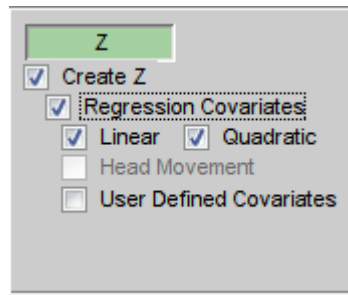 Z
Create Z
Regression Covariates
Linear Quadratic
Head Movement
User Defined Covariates